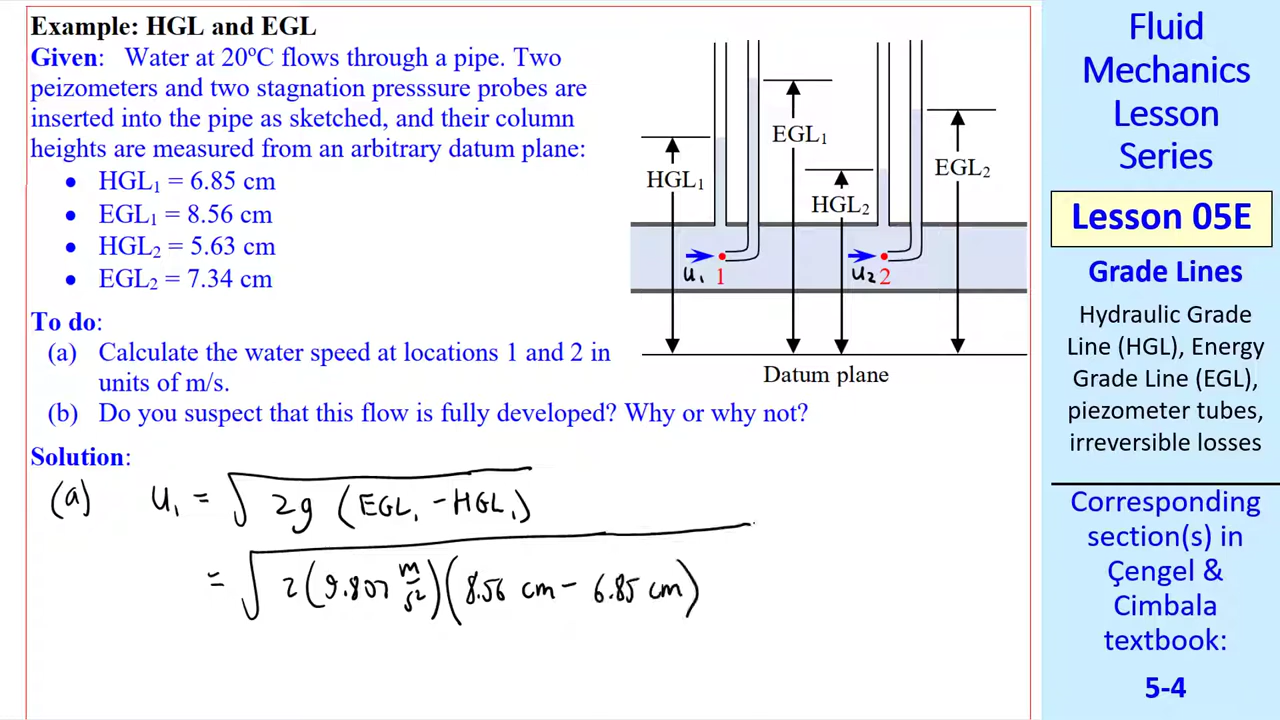 Example: HGL and EGL
Given: Water at 20°C flows through a pipe. Two
peizometers and two stagnation presssure probes are
inserted into the pipe as sketched, and their column
heights are measured from an arbitrary datum plane:
• HGL₁ = 6.85 cm
• EGL₁ = 8.56 cm
• HGL₂ = 5.63 cm
• EGL₂ = 7.34 cm
To do:
(a) Calculate the water speed at locations 1 and 2 in
units of m/s.
(b) Do you suspect that this flow is fully developed? Why or why not?
Solution:
(a) u₁ = √(2g (EGL₁ - HGL₁))
= √(2 (9.807 m/s²)(8.56 cm - 6.85 cm))
EGL₁
HGL₁
EGL₂
HGL₂
u₁ 1
u₂ 2
Datum plane
Fluid
Mechanics
Lesson
Series
Lesson 05E
Grade Lines
Hydraulic Grade
Line (HGL), Energy
Grade Line (EGL),
piezometer tubes,
irreversible losses
Corresponding
section(s) in
Çengel &
Cimbala
textbook:
5-4